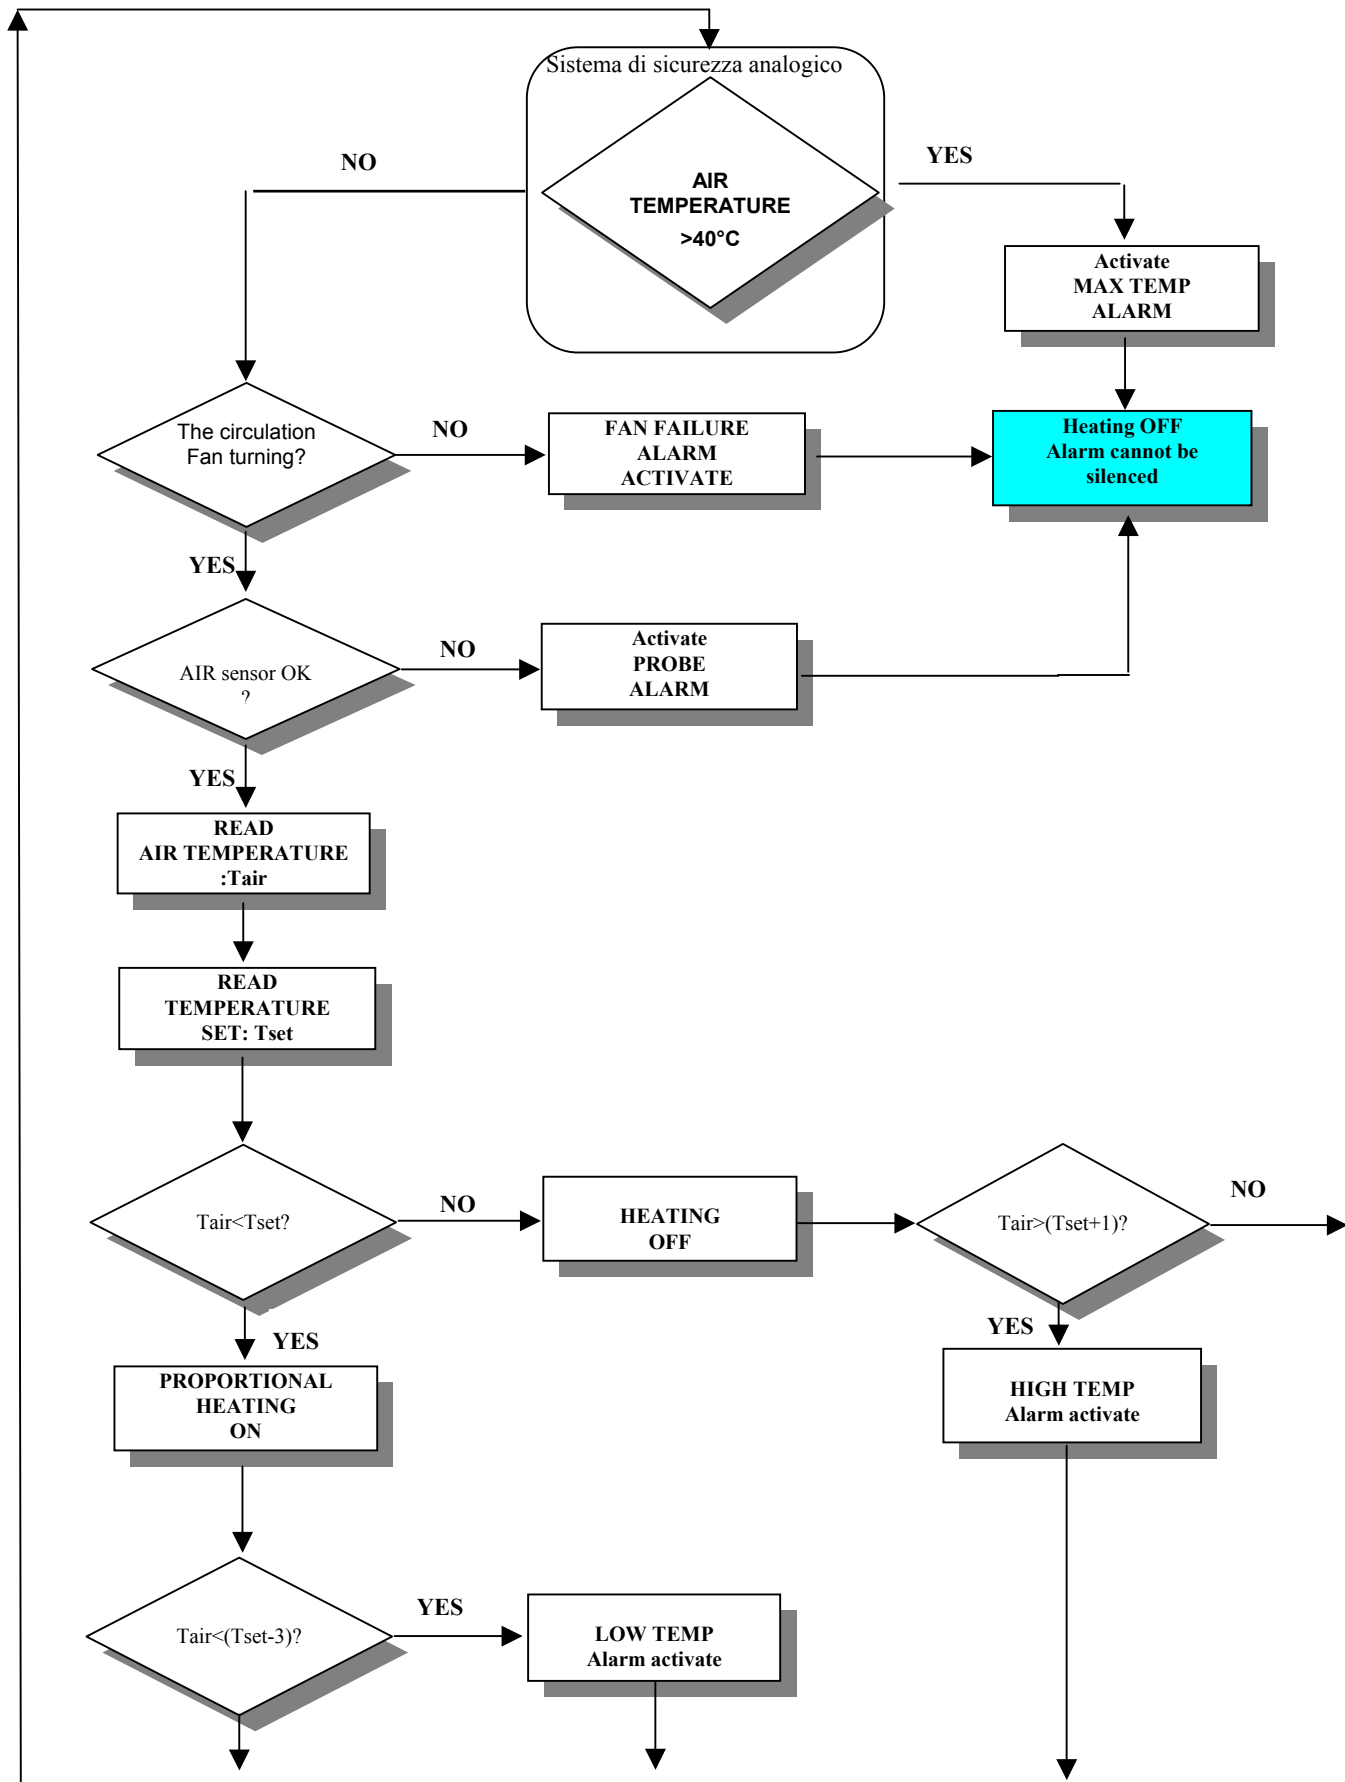 Sistema di sicurezza analogico
NO
YES
AIR
TEMPERATURE
>40°C
Activate
MAX TEMP
ALARM
The circulation
Fan turning?
NO
FAN FAILURE
ALARM
ACTIVATE
Heating OFF
Alarm cannot be
silenced
YES
AIR sensor OK
?
NO
Activate
PROBE
ALARM
YES
READ
AIR TEMPERATURE
:Tair
READ
TEMPERATURE
SET: Tset
Tair<Tset?
NO
HEATING
OFF
Tair>(Tset+1)?
NO
YES
YES
PROPORTIONAL
HEATING
ON
HIGH TEMP
Alarm activate
Tair<(Tset-3)?
YES
LOW TEMP
Alarm activate